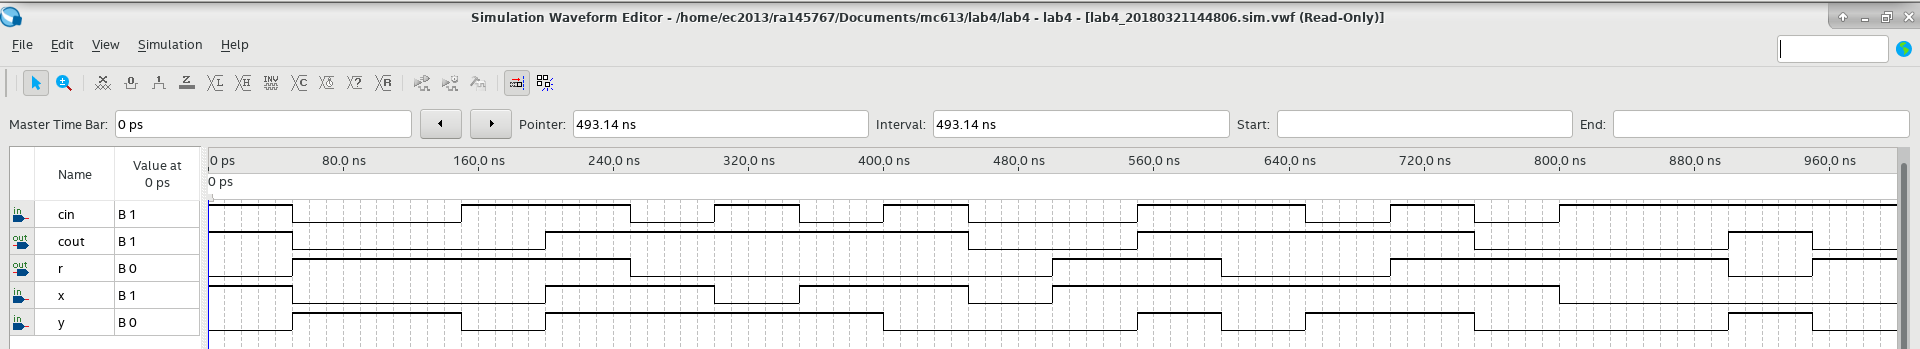 Simulation Waveform Editor - /home/ec2013/ra145767/Documents/mc613/lab4/lab4 - lab4 - [lab4_20180321144806.sim.vwf (Read-Only)]
File Edit View Simulation Help
Master Time Bar: 0 ps Pointer: 493.14 ns Interval: 493.14 ns Start: End:
Name Value at 0 ps
0 ps 80.0 ns 160.0 ns 240.0 ns 320.0 ns 400.0 ns 480.0 ns 560.0 ns 640.0 ns 720.0 ns 800.0 ns 880.0 ns 960.0 ns
0 ps
in cin B 1
out cout B 1
out r B 0
in x B 1
in y B 0